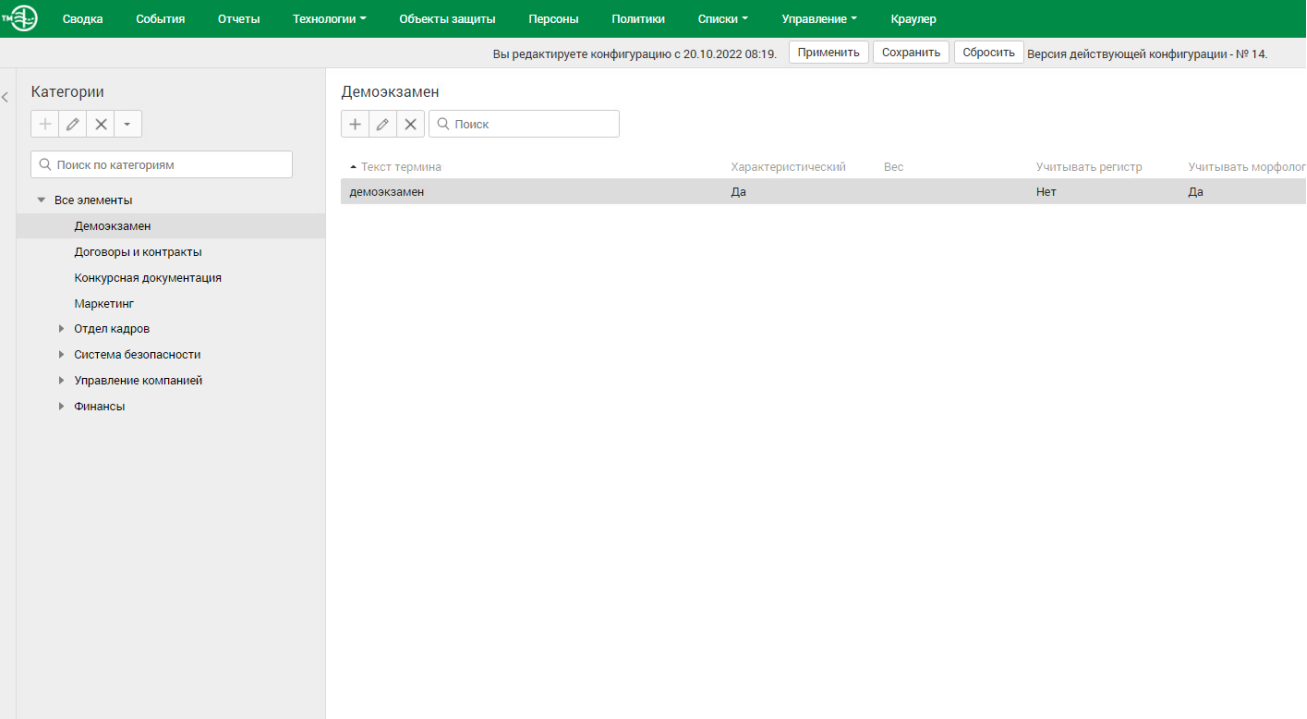 TM
Сводка События Отчеты Технологии Объекты защиты Персоны Политики Списки Управление Краулер
Вы редактируете конфигурацию с 20.10.2022 08:19. Применить Сохранить Сбросить Версия действующей конфигурации - № 14.
Категории
Поиск по категориям
Все элементы
Демоэкзамен
Договоры и контракты
Конкурсная документация
Маркетинг
Отдел кадров
Система безопасности
Управление компанией
Финансы
Демоэкзамен
Поиск
Текст термина Характеристический Вес Учитывать регистр Учитывать морфолог
демоэкзамен Да Нет Да